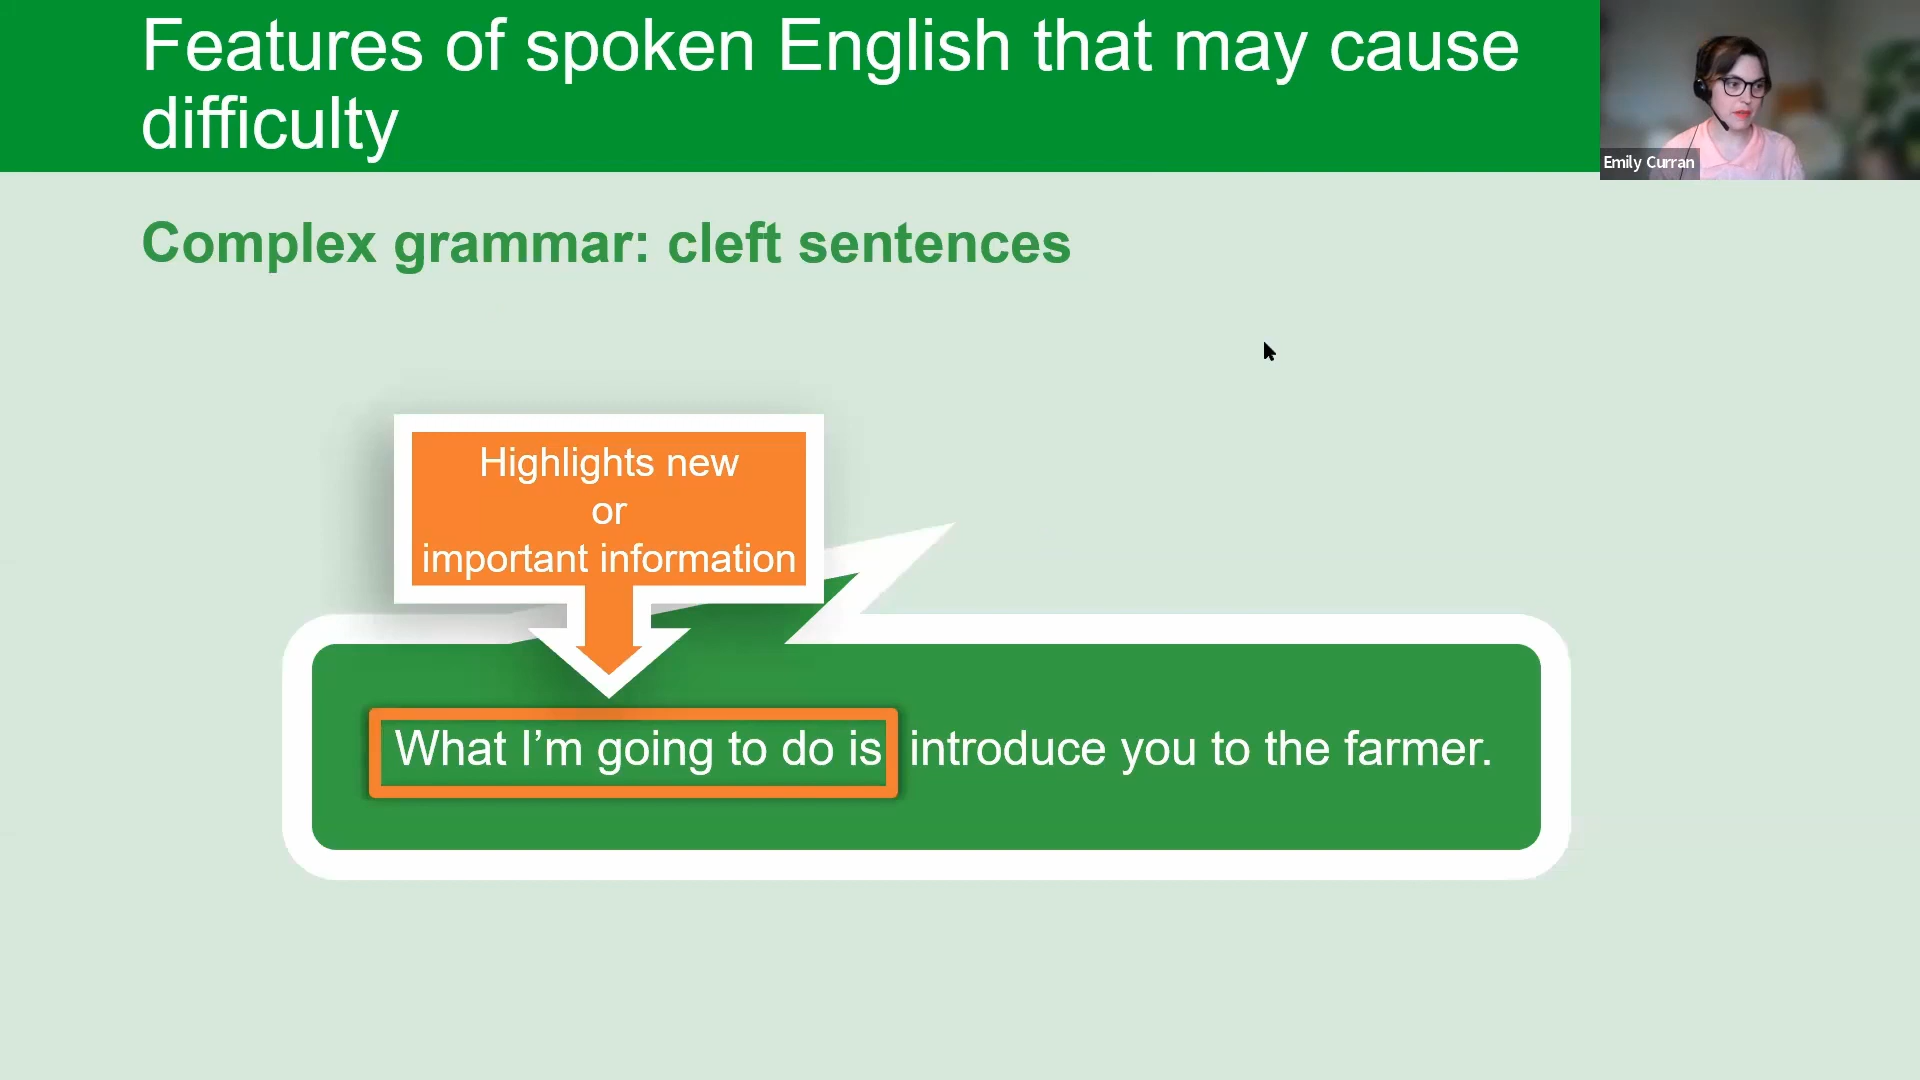 Features of spoken English that may cause
difficulty
Emily Curran
Complex grammar: cleft sentences
Highlights new
or
important information
What I’m going to do is introduce you to the farmer.